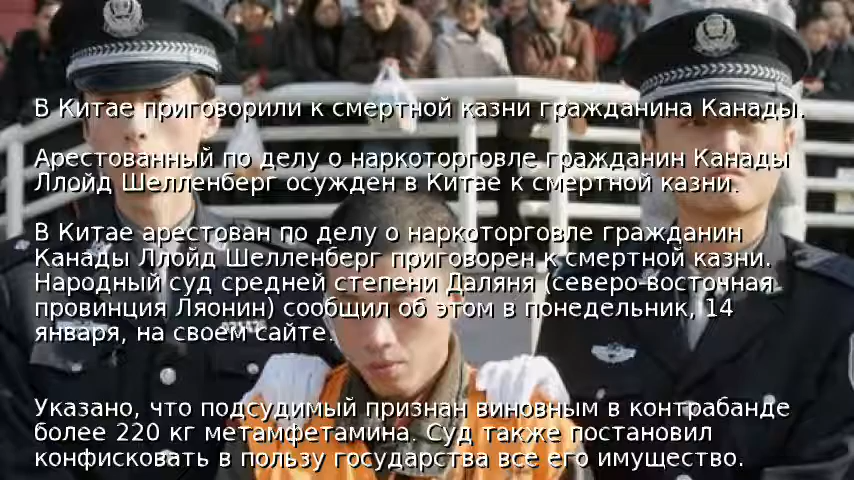 В Китае приговорили к смертной казни гражданина Канады.
Арестованный по делу о наркоторговле гражданин Канады
Ллойд Шелленберг осужден в Китае к смертной казни.
В Китае арестован по делу о наркоторговле гражданин
Канады Ллойд Шелленберг приговорен к смертной казни.
Народный суд средней степени Даляня (северо-восточная
провинция Ляонин) сообщил об этом в понедельник, 14
января, на своем сайте.
Указано, что подсудимый признан виновным в контрабанде
более 220 кг метамфетамина. Суд также постановил
конфисковать в пользу государства все его имущество.